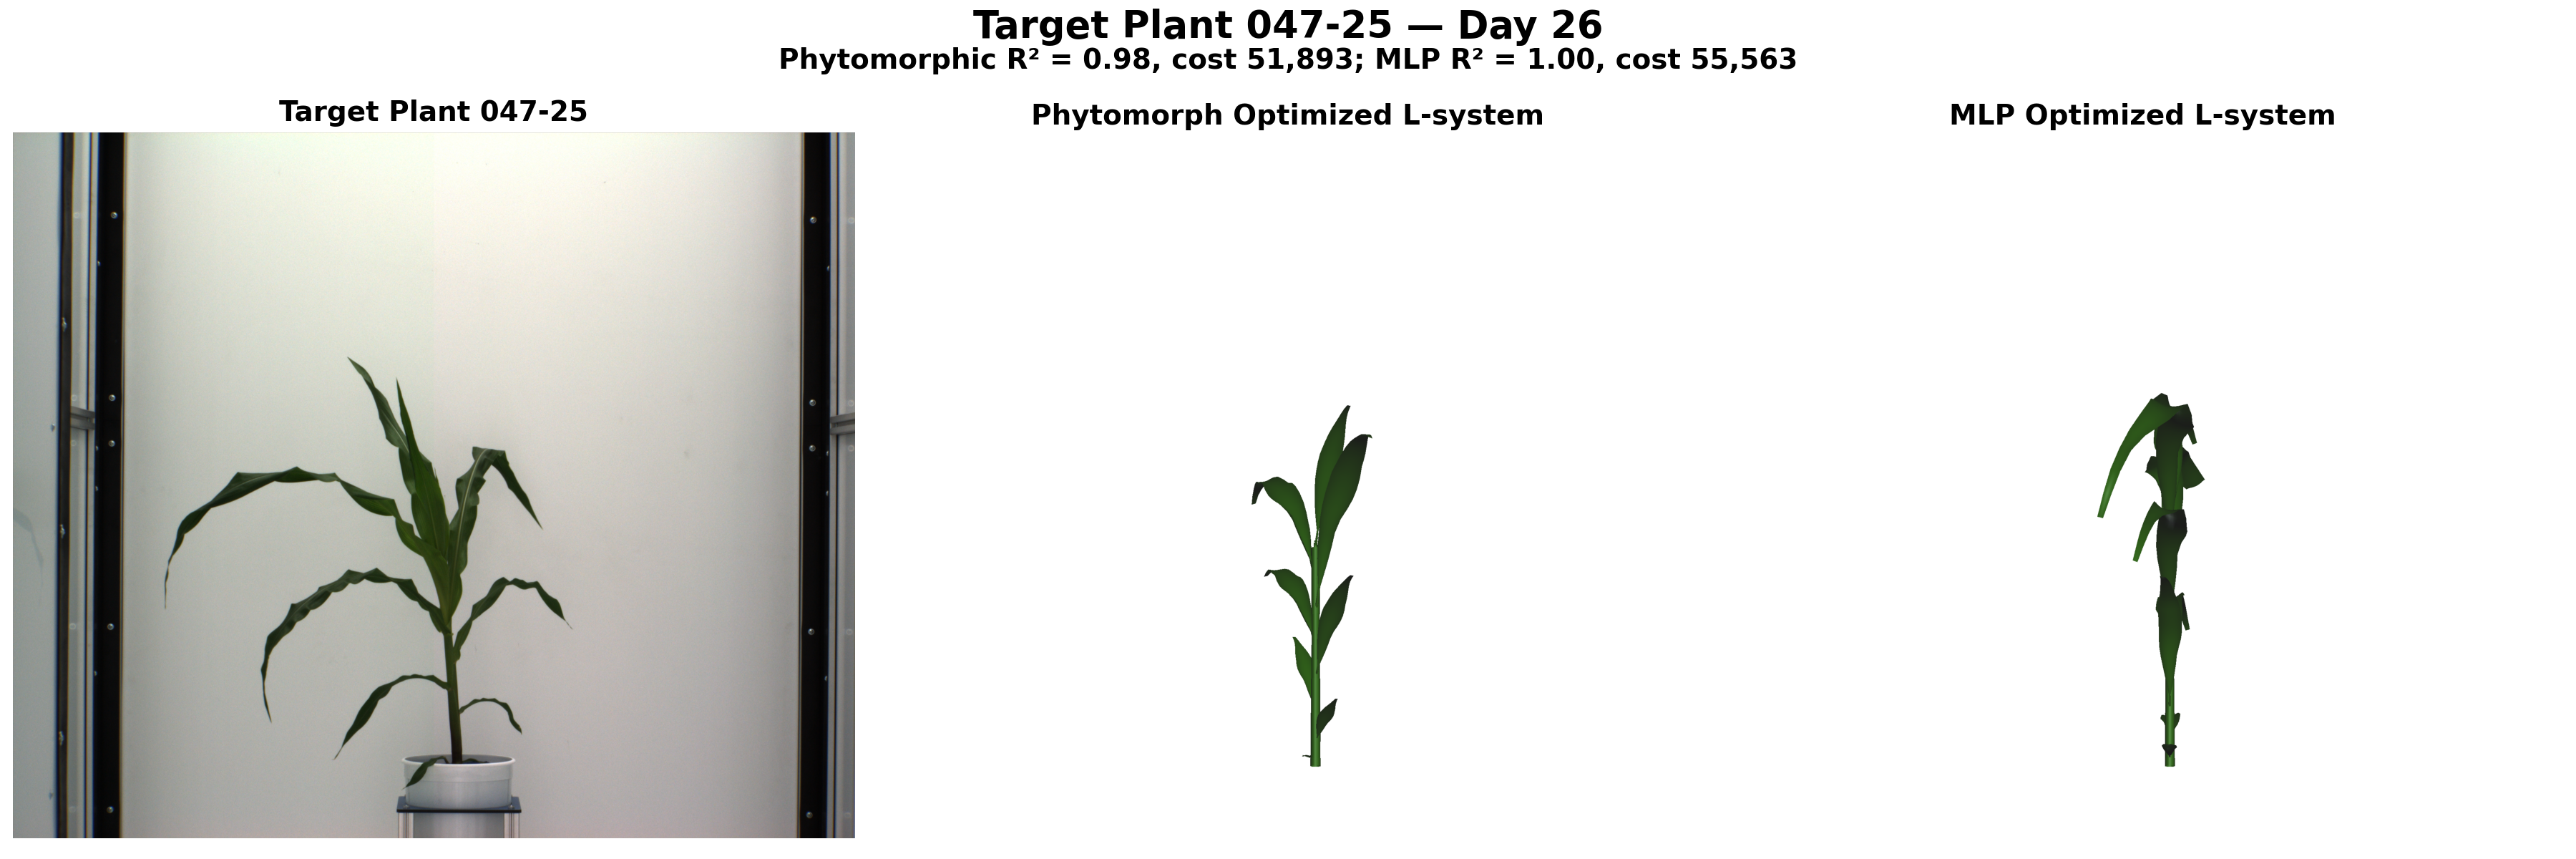 Target Plant 047-25 — Day 26
Phytomorphic R² = 0.98, cost 51,893; MLP R² = 1.00, cost 55,563
Target Plant 047-25
Phytomorph Optimized L-system
MLP Optimized L-system